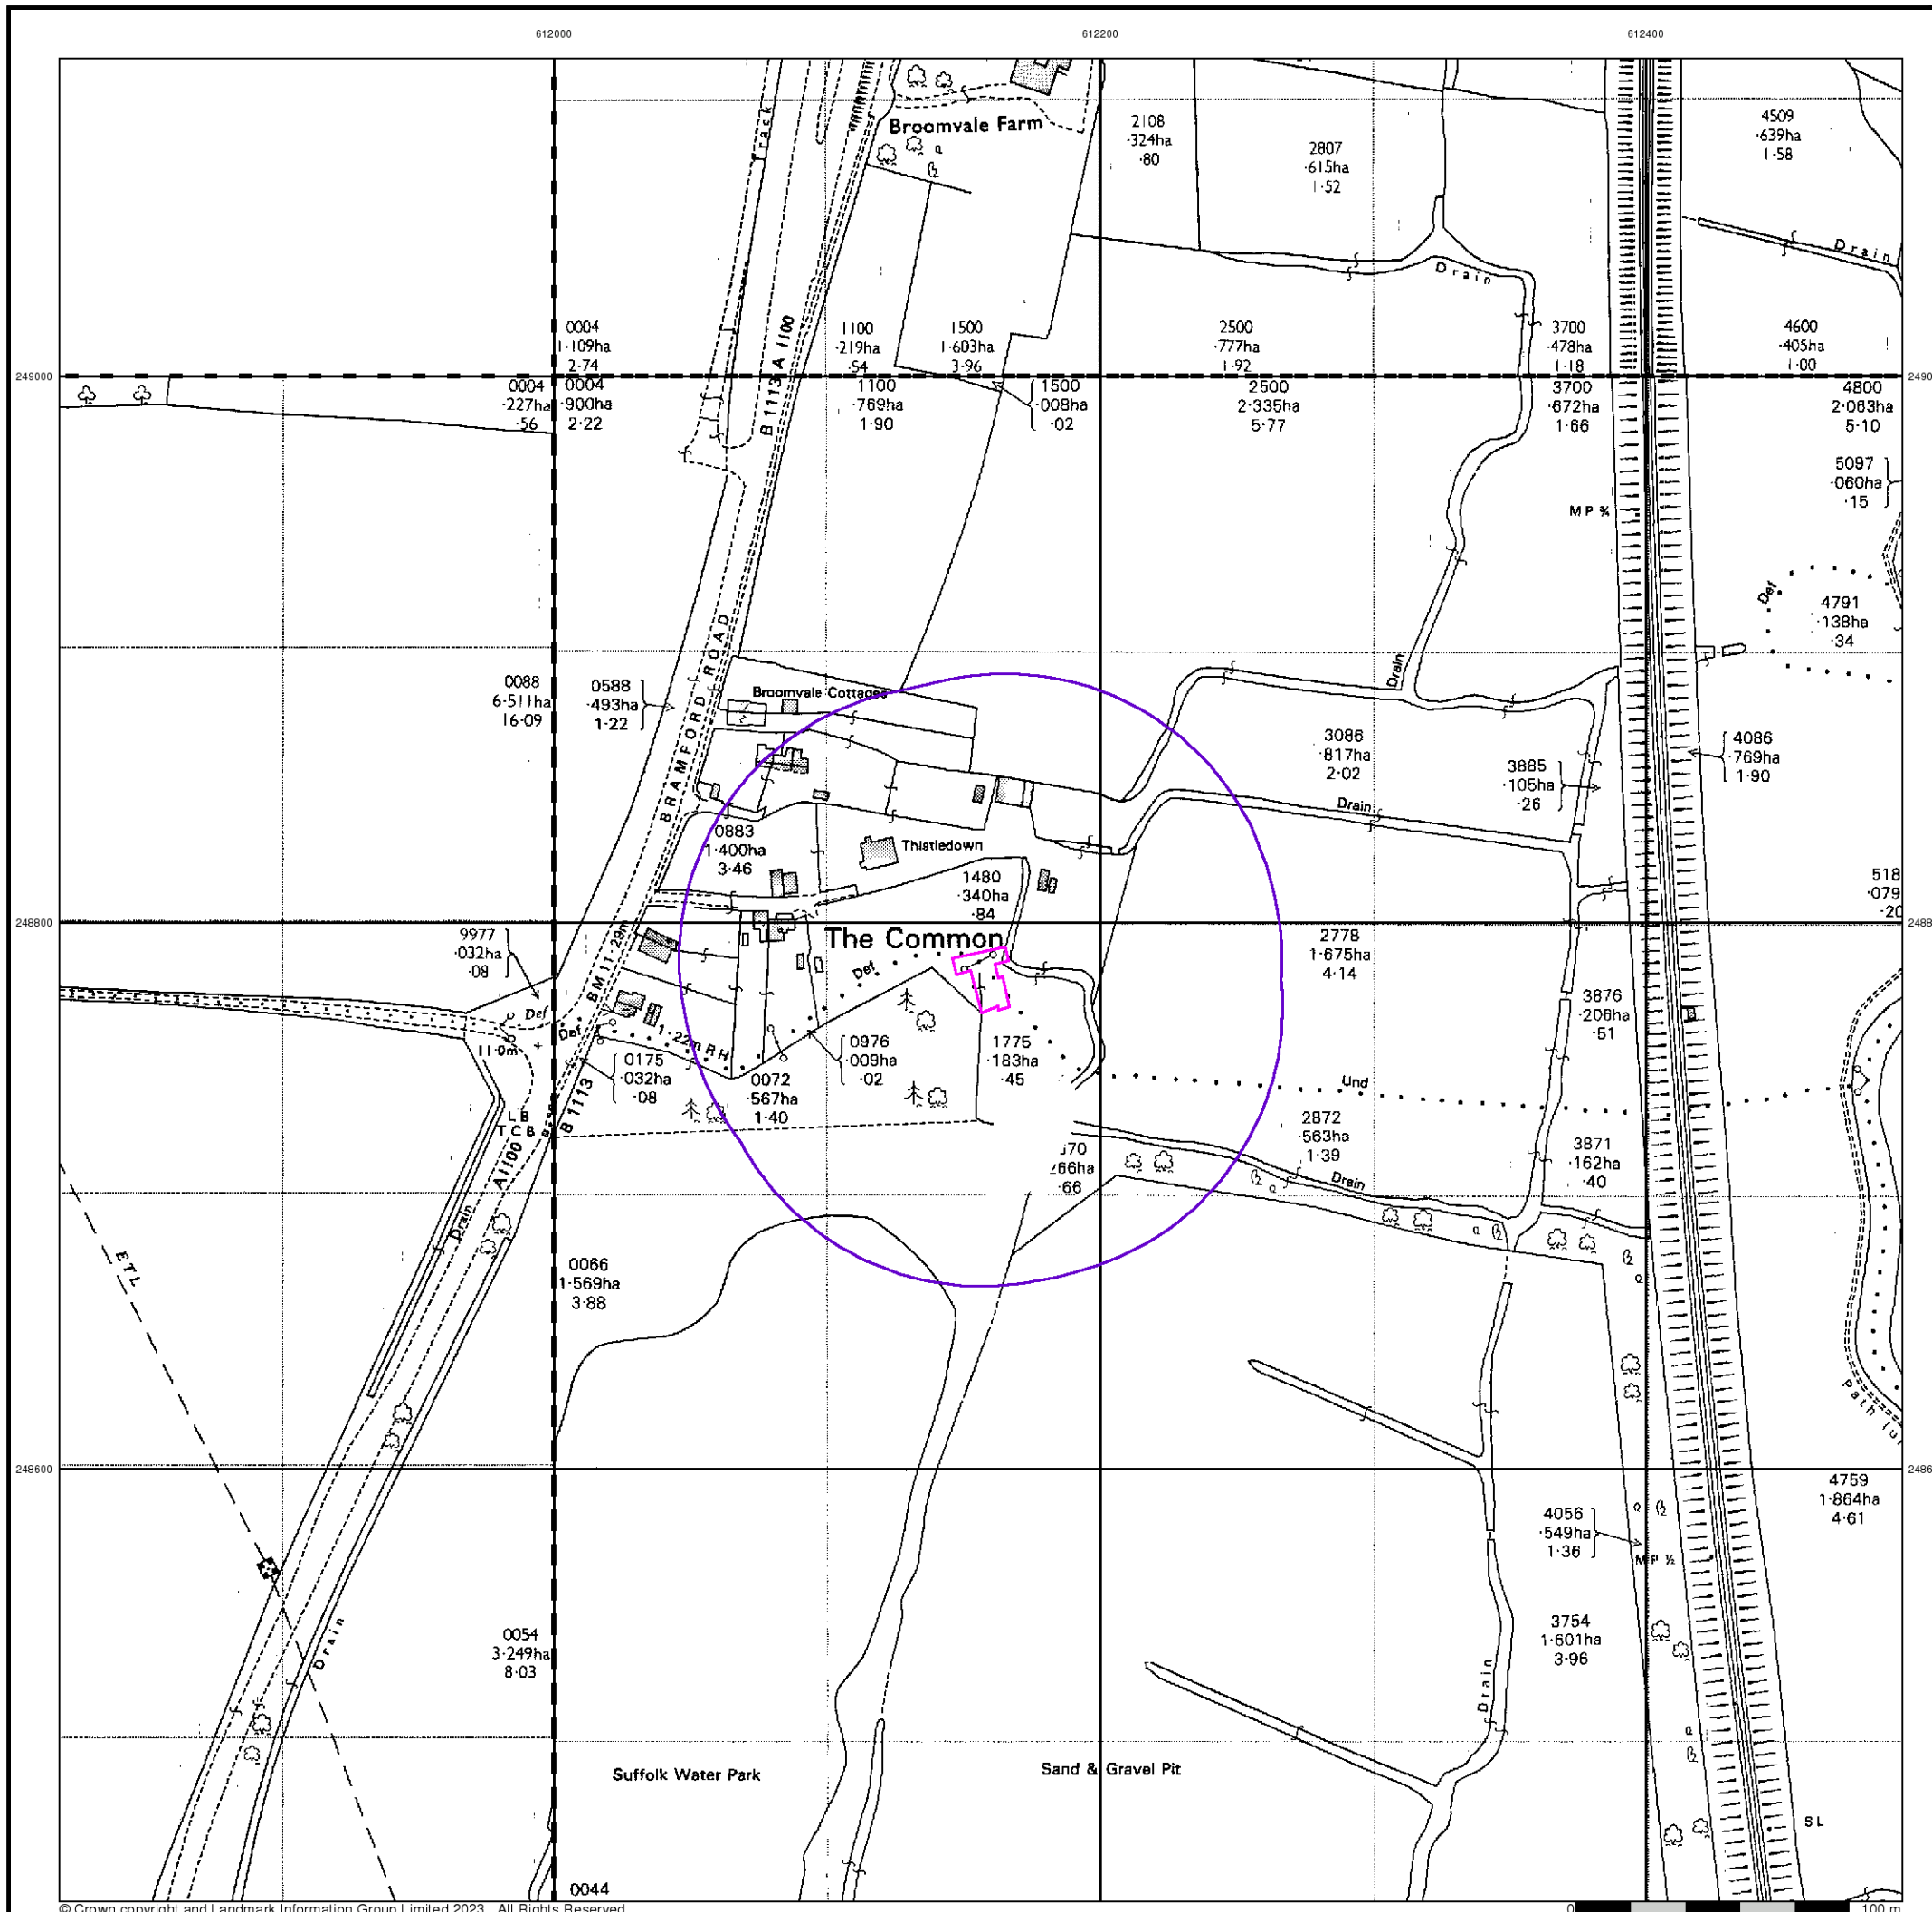 612000
612200
612400
Track
Broomvale Farm
2108
·324ha
·80
2807
·615ha
1·52
4509
·639ha
1·58
Drain
Drain
B 1113 A 1100
0004
1·109ha
2·74
1100
·219ha
·54
1500
1·603ha
3·96
2500
·777ha
1·92
3700
·478ha
1·18
4600
·405ha
1·00
249000
2490
0004
·227ha
·56
0004
·900ha
2·22
1100
·769ha
1·90
1500
·008ha
·02
2500
2·335ha
5·77
3700
·672ha
1·66
4800
2·063ha
5·10
5097
·060ha
·15
M P ¾
Def
4791
·138ha
·34
BRAMFORD ROAD
Drain
0088
6·511ha
16·09
0588
·493ha
1·22
Broomvale Cottages
3086
·817ha
2·02
3885
·105ha
·26
4086
·769ha
1·90
Drain
0883
1·400ha
3·46
Thistledown
1480
·340ha
·84
518
·079
·20
248800
2488
9977
·032ha
·08
BM 11·29m
The Common
Def
2778
1·675ha
4·14
3876
·206ha
·51
Def
Def
11·0m
1·22m RH
0175
·032ha
·08
0072
·567ha
1·40
0976
·009ha
·02
1775
·183ha
·45
Und
L B
T C B
B 1113
A1100
2872
·563ha
1·39
3871
·162ha
·40
Drain
Drain
·66
ETL
0066
1·569ha
3·88
Path (u
248600
2486
4759
1·864ha
4·61
4056
·549ha
1·36
M P ½
Drain
0054
3·249ha
8·03
3754
1·601ha
3·96
Drain
Suffolk Water Park
Sand & Gravel Pit
S L
0044
© Crown copyright and Landmark Information Group Limited 2023. All Rights Reserved.
0
100 m